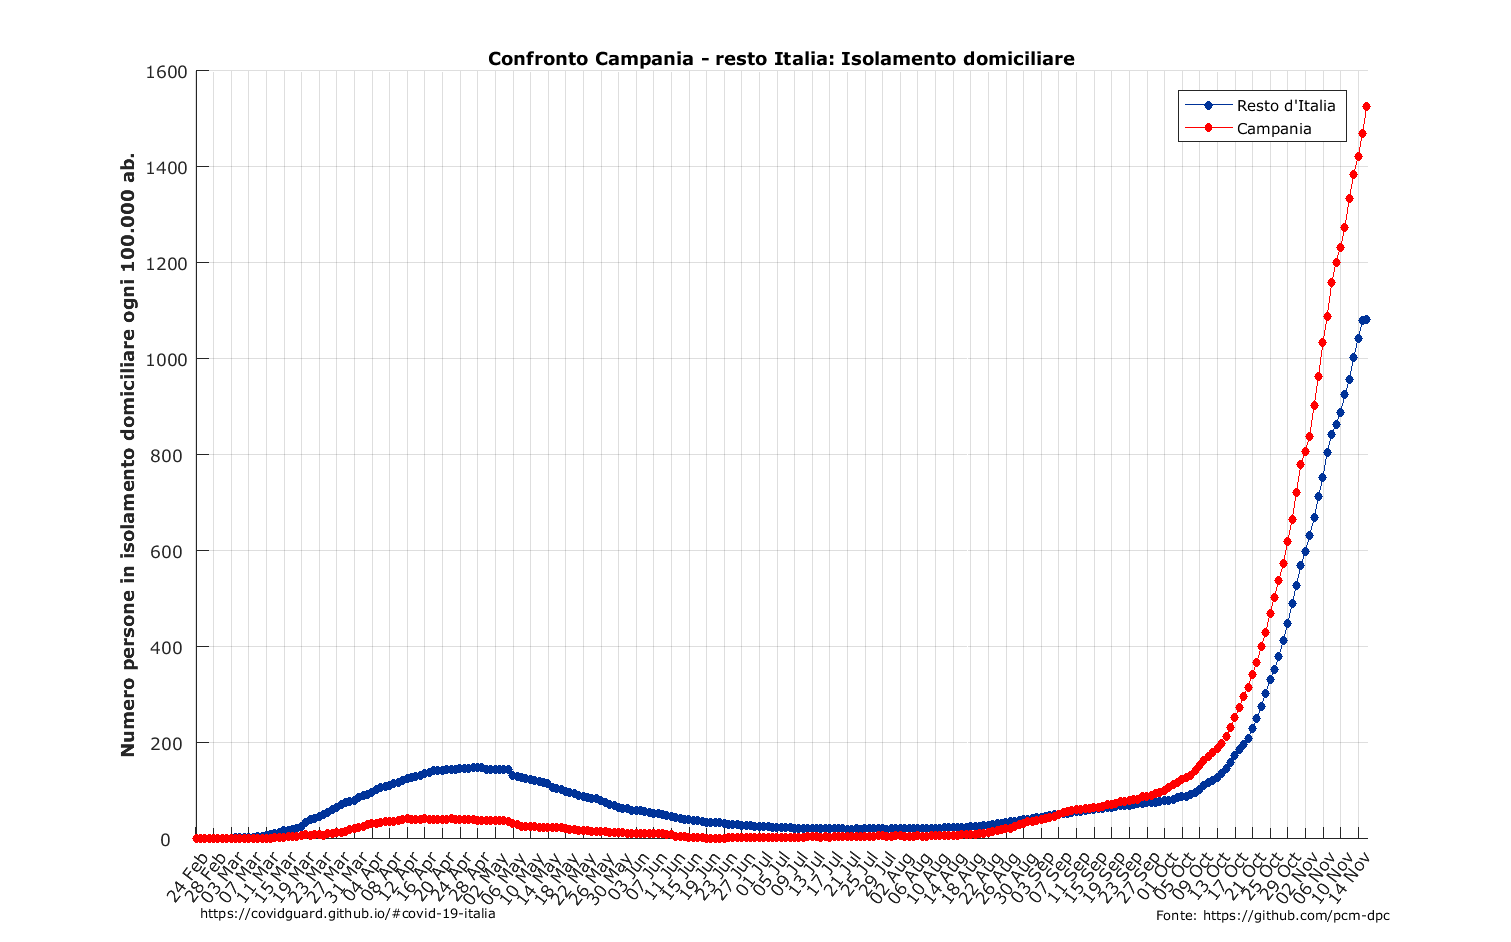 Confronto Campania - resto Italia: Isolamento domiciliare
Numero persone in isolamento domiciliare ogni 100.000 ab.
1600
1400
1200
1000
800
600
400
200
0
Resto d'Italia
Campania
24 Feb
28 Feb
03 Mar
07 Mar
11 Mar
15 Mar
19 Mar
23 Mar
27 Mar
31 Mar
04 Apr
08 Apr
12 Apr
16 Apr
20 Apr
24 Apr
28 Apr
02 May
06 May
10 May
14 May
18 May
22 May
26 May
30 May
03 Jun
07 Jun
11 Jun
15 Jun
19 Jun
23 Jun
27 Jun
01 Jul
05 Jul
09 Jul
13 Jul
17 Jul
21 Jul
25 Jul
29 Jul
02 Aug
06 Aug
10 Aug
14 Aug
18 Aug
22 Aug
26 Aug
30 Aug
03 Sep
07 Sep
11 Sep
15 Sep
19 Sep
23 Sep
27 Sep
01 Oct
05 Oct
09 Oct
13 Oct
17 Oct
21 Oct
25 Oct
29 Oct
02 Nov
06 Nov
10 Nov
14 Nov
https://covidguard.github.io/#covid-19-italia
Fonte: https://github.com/pcm-dpc